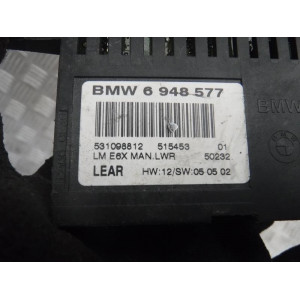 BMW 6 948 577
531098812 515453 01
LM E6X MAN.LWR 50232
LEAR HW:12/SW:05 05 02
BMW